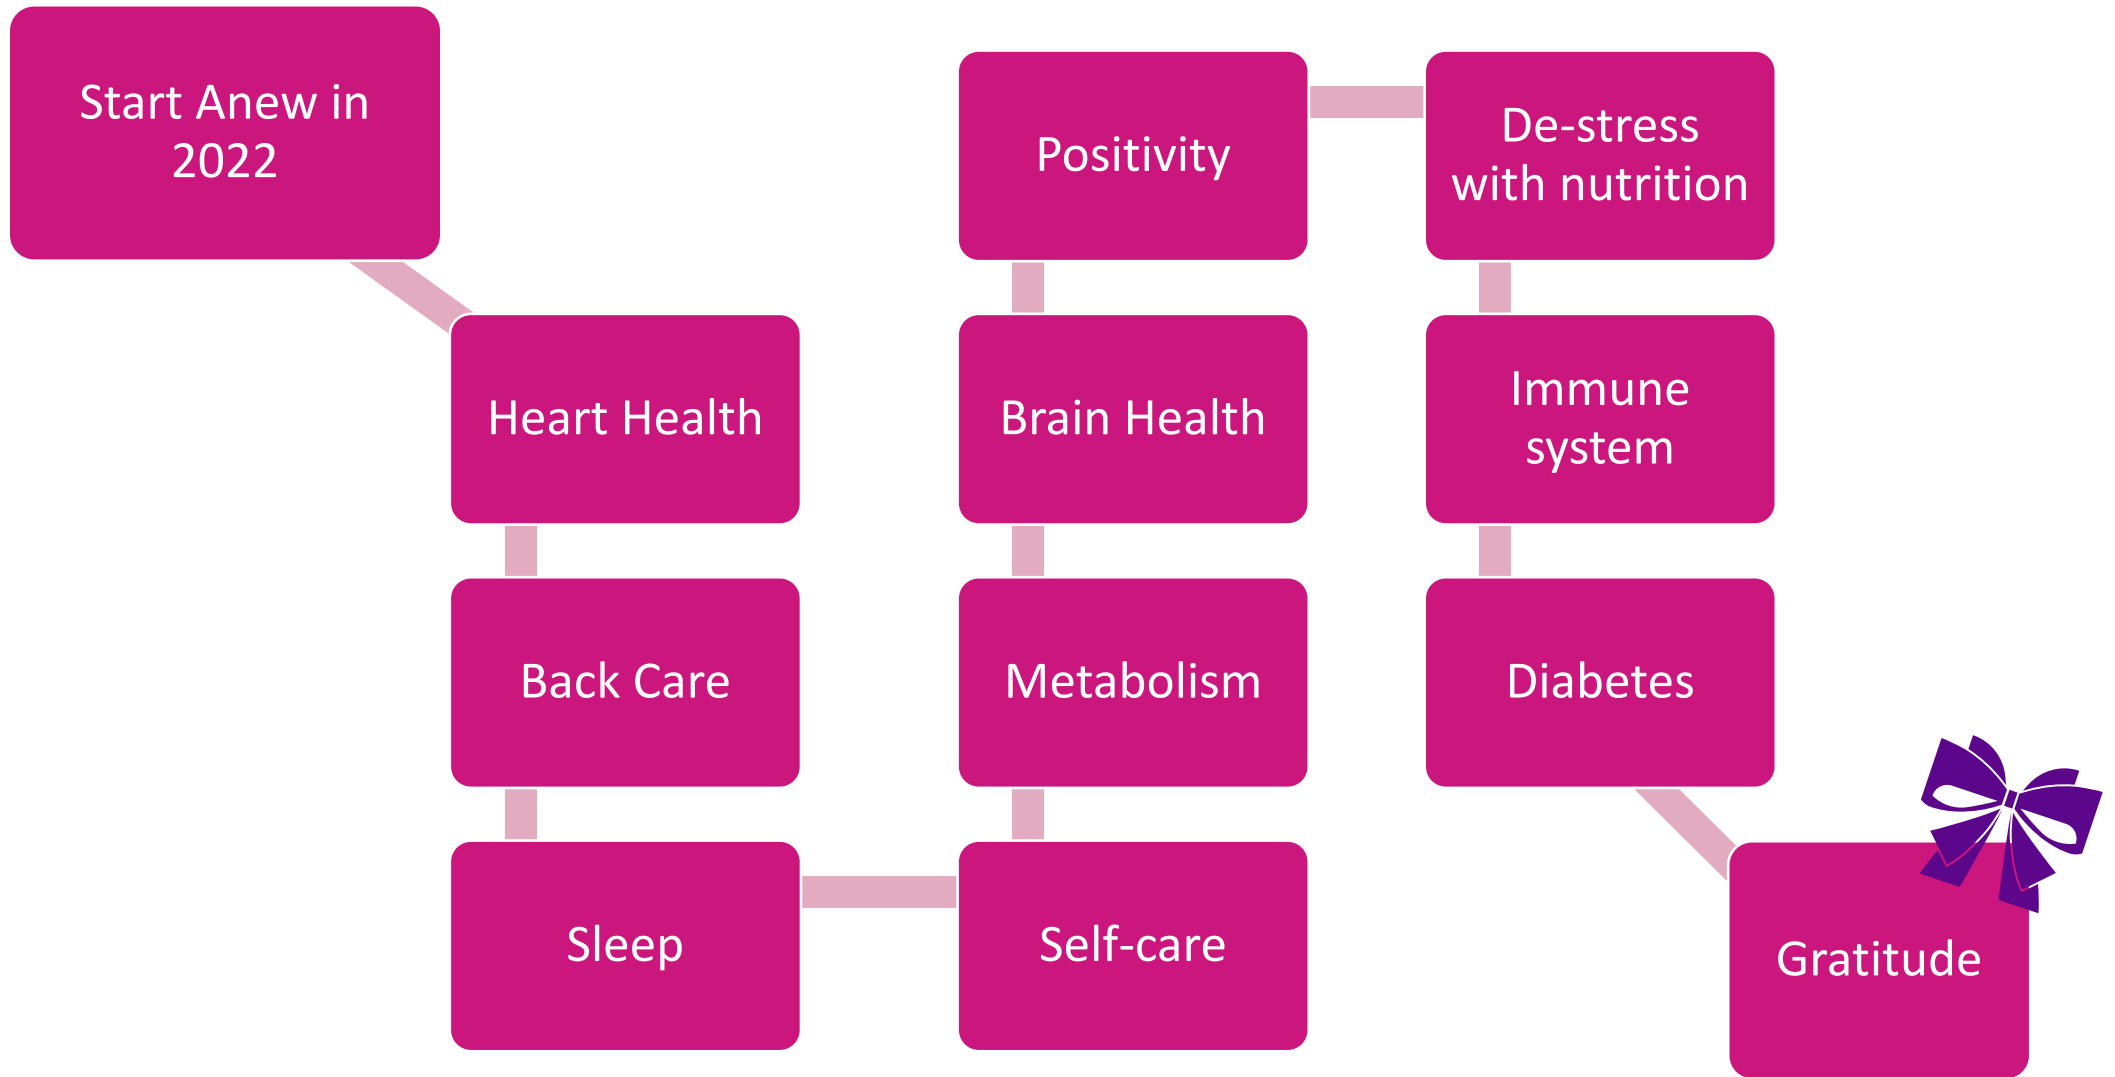 Start Anew in
2022
Heart Health
Back Care
Sleep
Self-care
Metabolism
Brain Health
Positivity
De-stress
with nutrition
Immune
system
Diabetes
Gratitude